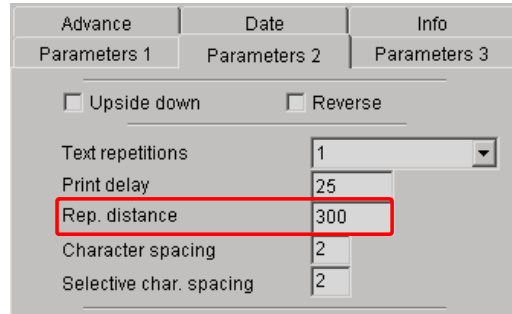 Advance Date Info
Parameters 1 Parameters 2 Parameters 3
Upside down Reverse
Text repetitions 1
Print delay 25
Rep. distance 300
Character spacing 2
Selective char. spacing 2